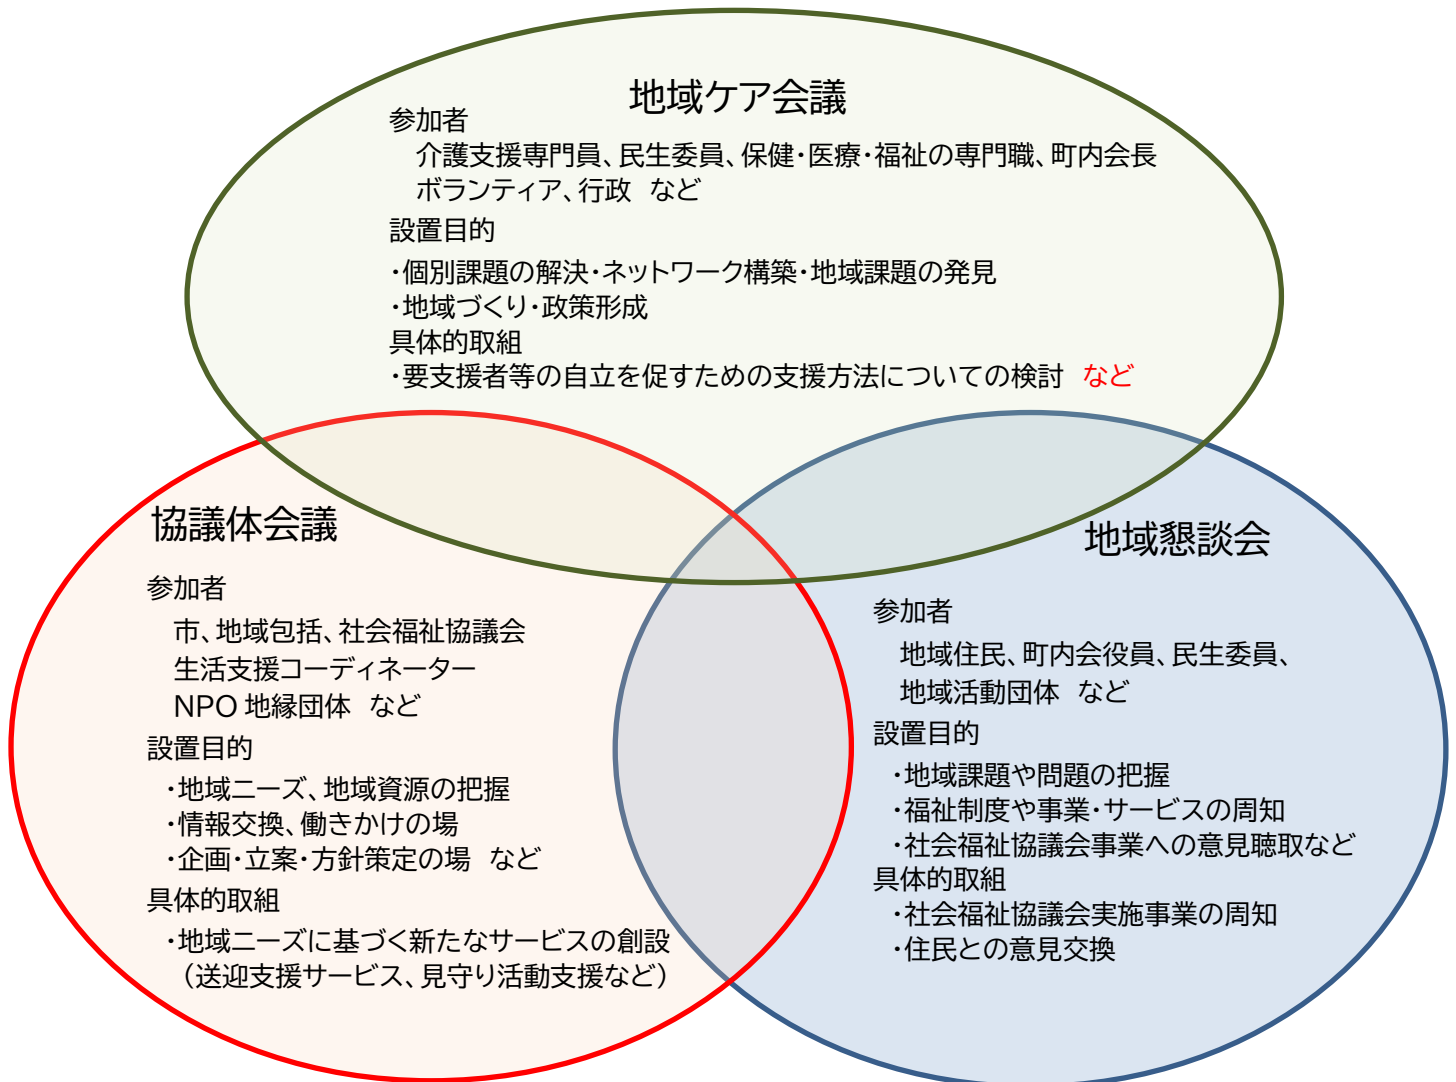 地域ケア会議
参加者
介護支援専門員、民生委員、保健・医療・福祉の専門職、町内会長
ボランティア、行政　など
設置目的
・個別課題の解決・ネットワーク構築・地域課題の発見
・地域づくり・政策形成
具体的取組
・要支援者等の自立を促すための支援方法についての検討　など
協議体会議
参加者
市、地域包括、社会福祉協議会
生活支援コーディネーター
NPO 地縁団体　など
設置目的
・地域ニーズ、地域資源の把握
・情報交換、働きかけの場
・企画・立案・方針策定の場　など
具体的取組
・地域ニーズに基づく新たなサービスの創設
（送迎支援サービス、見守り活動支援など）
地域懇談会
参加者
地域住民、町内会役員、民生委員、
地域活動団体　など
設置目的
・地域課題や問題の把握
・福祉制度や事業・サービスの周知
・社会福祉協議会事業への意見聴取など
具体的取組
・社会福祉協議会実施事業の周知
・住民との意見交換